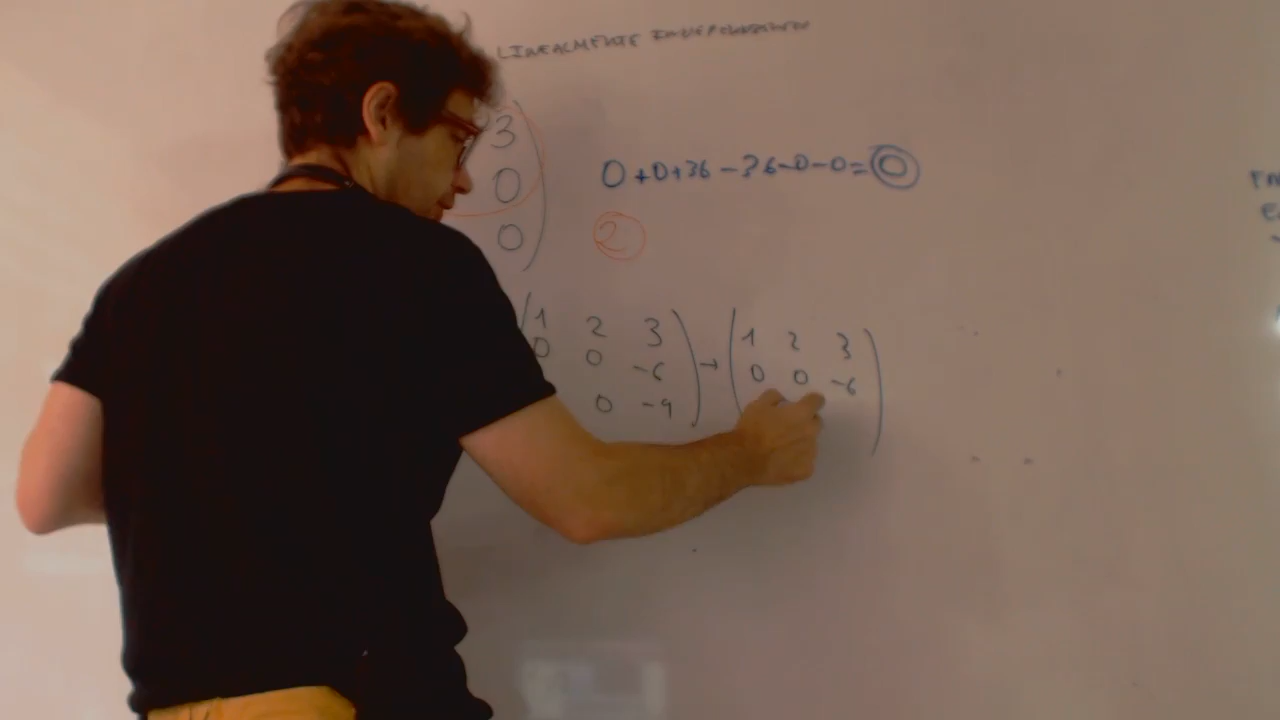 LINEALMENTE INDEPENDIENTES
3
0 0+0+36-36-0-0=0
0 2
1 2 3 → 1 2 3
0 0 -6 0 0 -6
0 -9